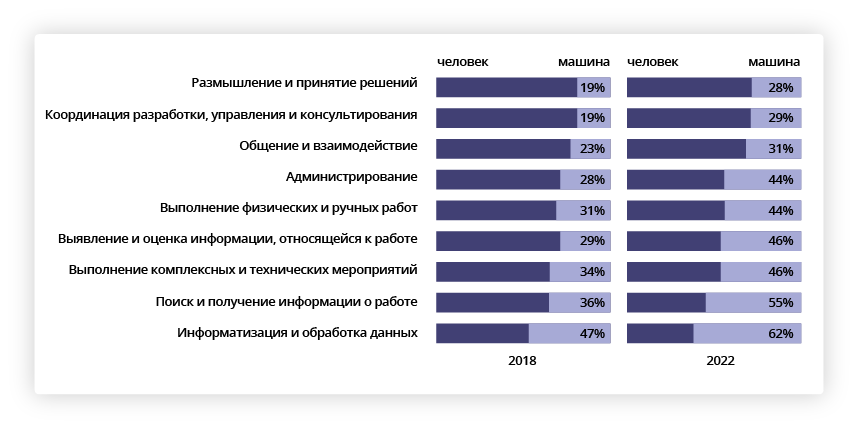 человек машина человек машина
Размышление и принятие решений 19% 28%
Координация разработки, управления и консультирования 19% 29%
Общение и взаимодействие 23% 31%
Администрирование 28% 44%
Выполнение физических и ручных работ 31% 44%
Выявление и оценка информации, относящейся к работе 29% 46%
Выполнение комплексных и технических мероприятий 34% 46%
Поиск и получение информации о работе 36% 55%
Информатизация и обработка данных 47% 62%
2018 2022